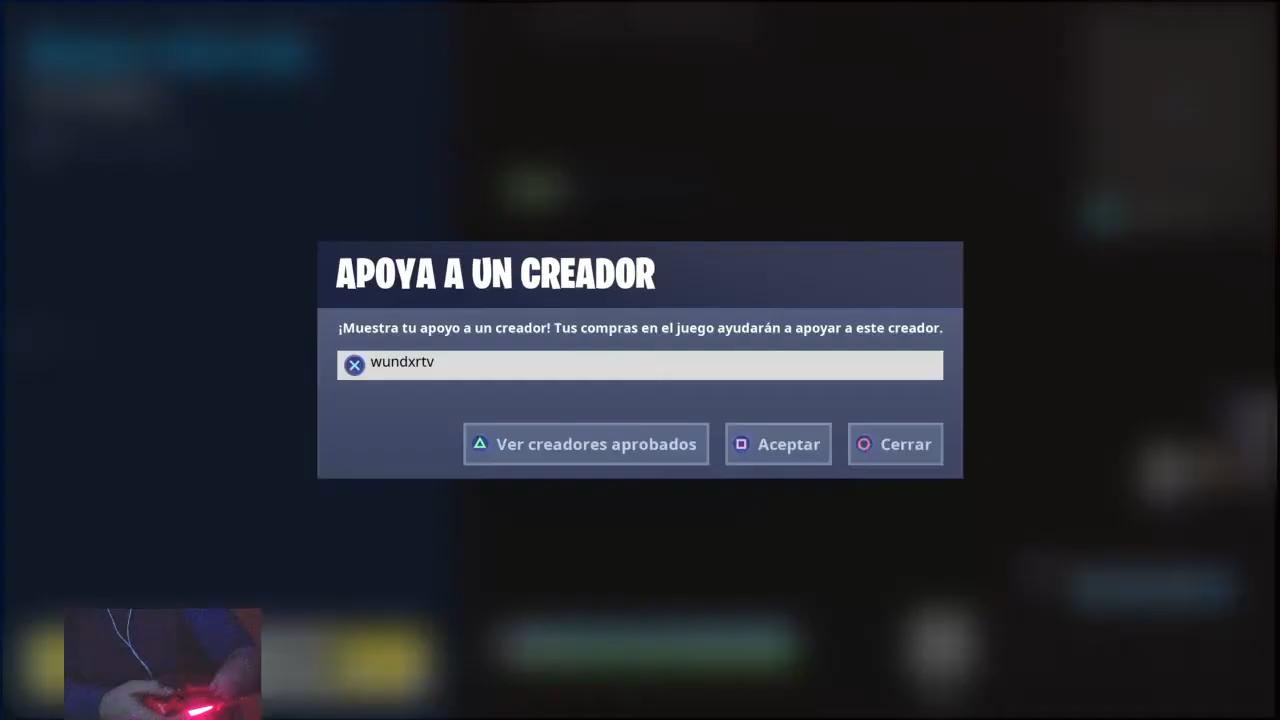 APOYA A UN CREADOR
¡Muestra tu apoyo a un creador! Tus compras en el juego ayudarán a apoyar a este creador.
wundxrtv
Ver creadores aprobados
Aceptar
Cerrar